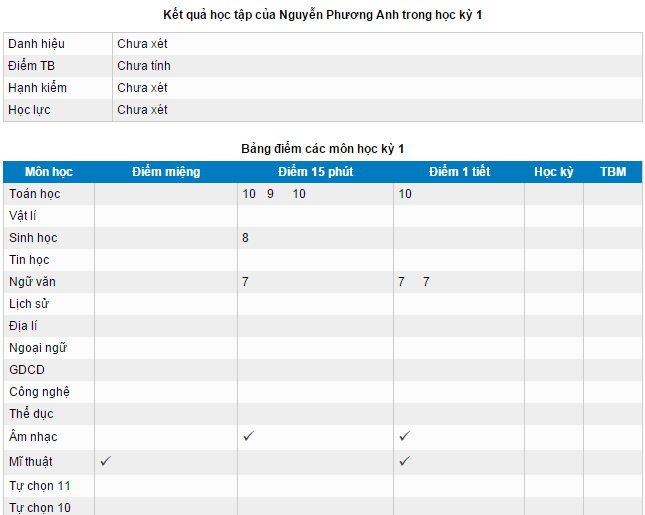 Kết quả học tập của Nguyễn Phương Anh trong học kỳ 1
Danh hiệu Chưa xét
Điểm TB Chưa tính
Hạnh kiểm Chưa xét
Học lực Chưa xét
Bảng điểm các môn học kỳ 1
Môn học Điểm miệng Điểm 15 phút Điểm 1 tiết Học kỳ TBM
Toán học 10 9 10 10
Vật lí
Sinh học 8
Tin học
Ngữ văn 7 7 7
Lịch sử
Địa lí
Ngoại ngữ
GDCD
Công nghệ
Thể dục
Âm nhạc ✓ ✓
Mĩ thuật ✓ ✓
Tự chọn 11
Tự chọn 10